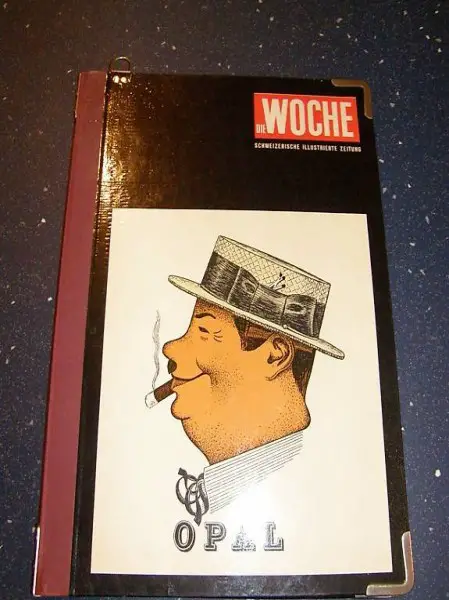 DIE WOCHE
SCHWEIZERISCHE ILLUSTRIERTE ZEITUNG
OPAL